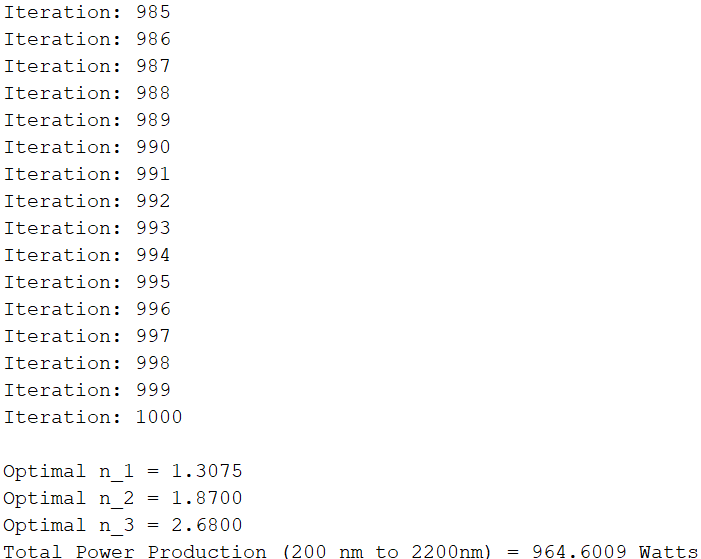 Iteration: 985
Iteration: 986
Iteration: 987
Iteration: 988
Iteration: 989
Iteration: 990
Iteration: 991
Iteration: 992
Iteration: 993
Iteration: 994
Iteration: 995
Iteration: 996
Iteration: 997
Iteration: 998
Iteration: 999
Iteration: 1000
Optimal n_1 = 1.3075
Optimal n_2 = 1.8700
Optimal n_3 = 2.6800
Total Power Production (200 nm to 2200nm) = 964.6009 Watts